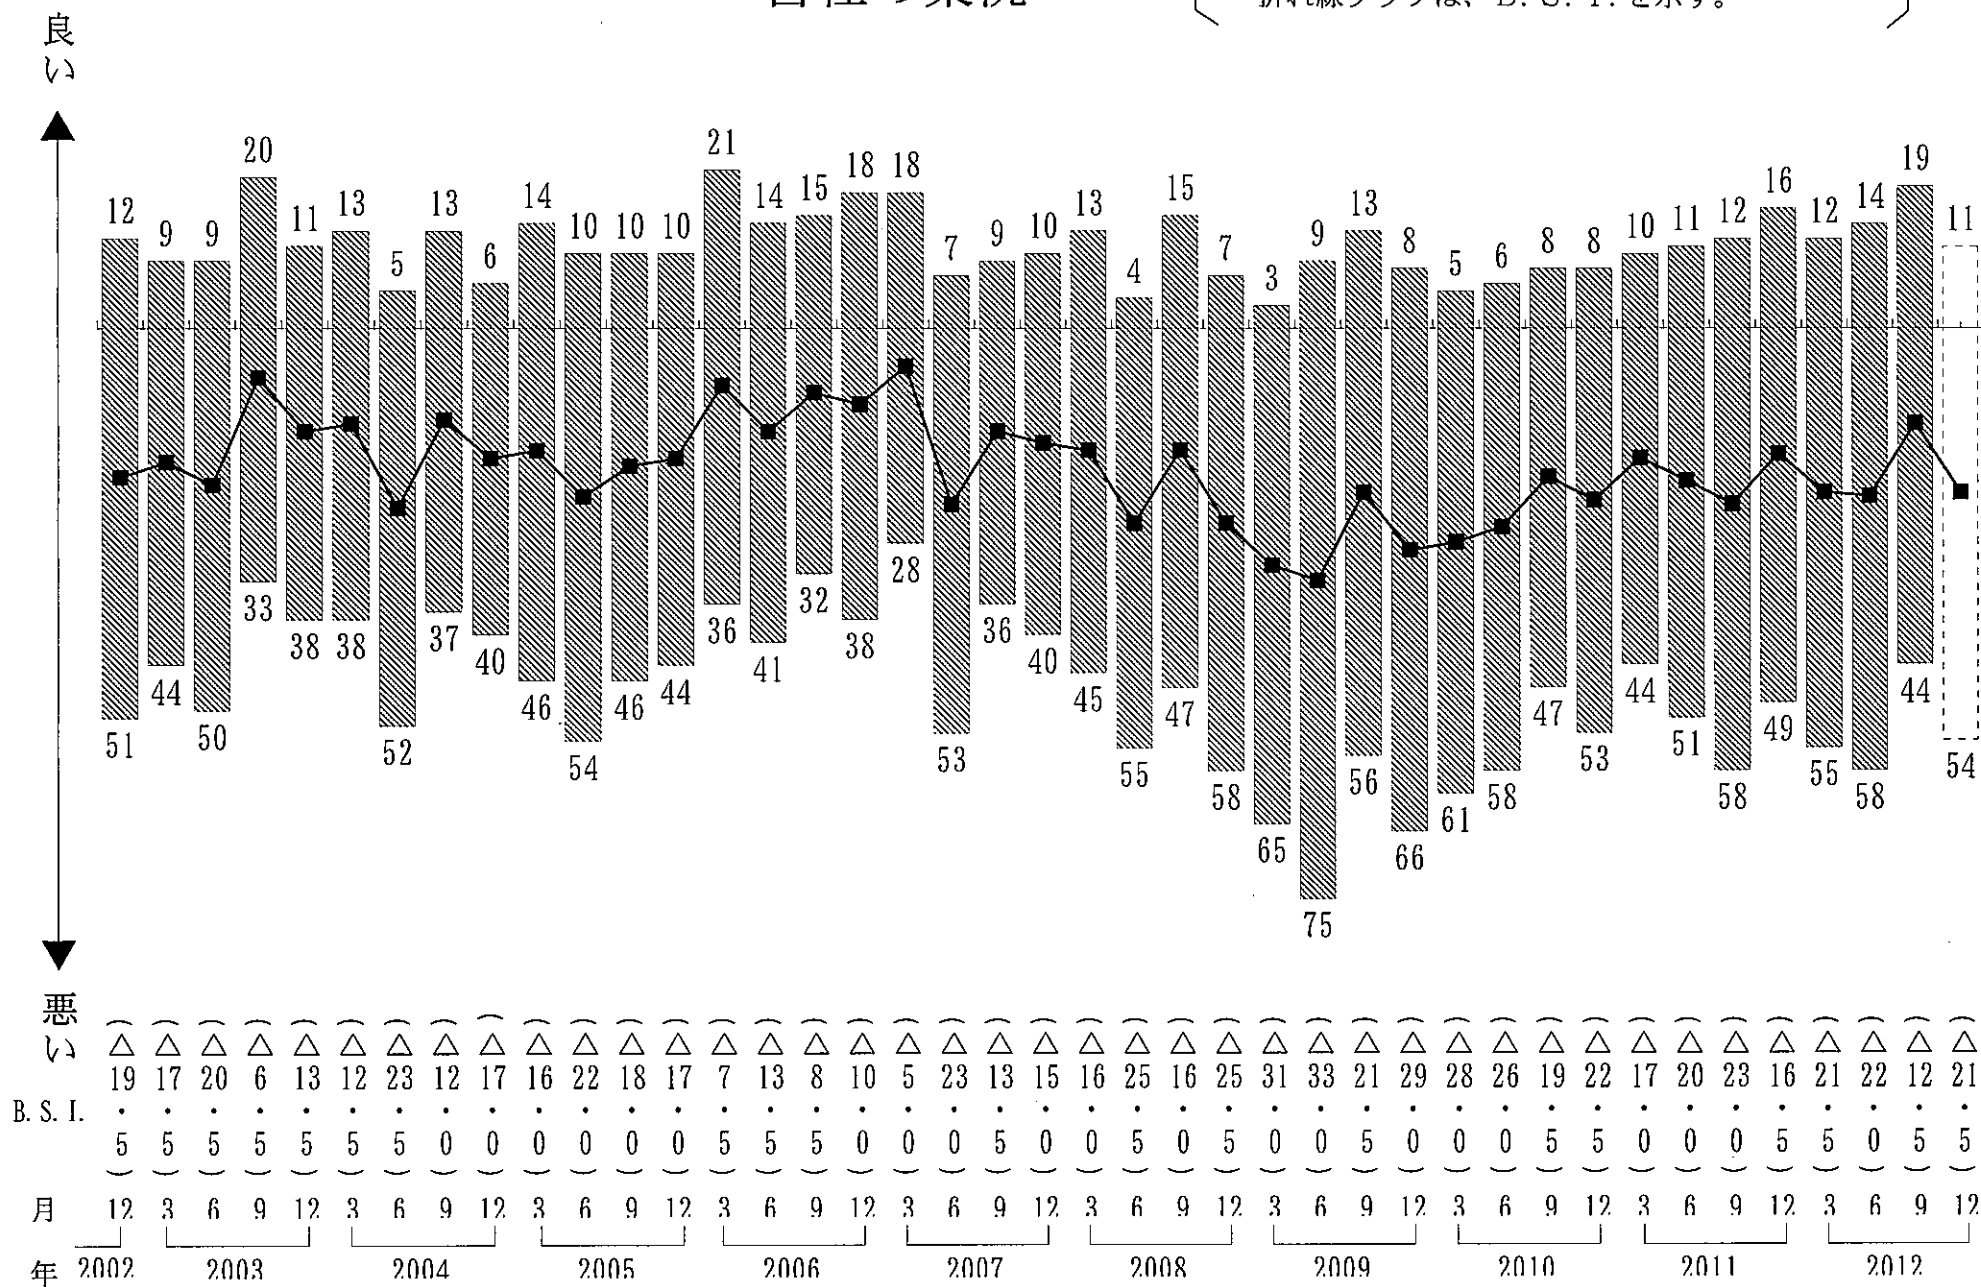 折れ線グラフは、B.S.I.を示す。
良い
12 9 9 20 11 13 5 13 6 14 10 10 10 21 14 15 18 18 7 9 10 13 4 15 7 3 9 13 8 5 6 8 8 10 11 12 16 12 14 19 11
51 44 50 33 38 38 52 37 40 46 54 46 44 36 41 32 38 28 53 36 40 45 55 47 58 65 75 56 66 61 58 47 53 44 51 58 49 55 58 44 54
悪い
B.S.I. (△19・5) (△17・5) (△20・5) (△6・5) (△13・5) (△12・5) (△23・5) (△12・0) (△17・0) (△16・0) (△22・0) (△18・0) (△17・0) (△7・5) (△13・5) (△8・5) (△10・0) (△5・0) (△23・0) (△13・5) (△15・0) (△16・0) (△25・5) (△16・0) (△25・5) (△31・0) (△33・0) (△21・5) (△29・0) (△28・0) (△26・0) (△19・5) (△22・5) (△17・0) (△20・0) (△23・0) (△16・5) (△21・5) (△22・0) (△12・5) (△21・5)
月 12 3 6 9 12 3 6 9 12 3 6 9 12 3 6 9 12 3 6 9 12 3 6 9 12 3 6 9 12 3 6 9 12 3 6 9 12 3 6 9 12
年 2002 2003 2004 2005 2006 2007 2008 2009 2010 2011 2012